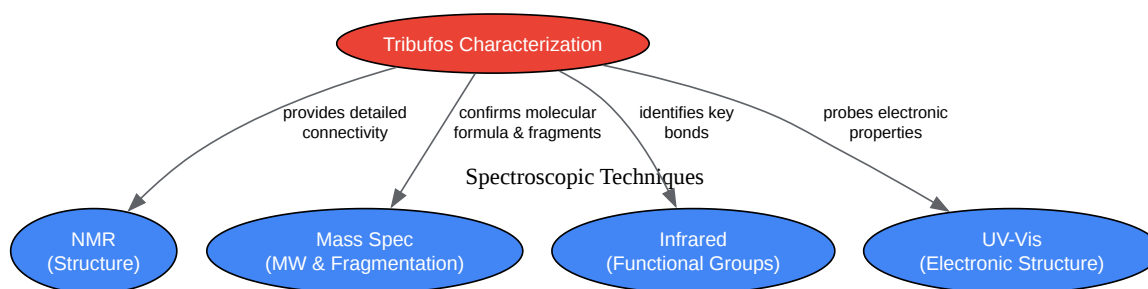 Tribufos Characterization
provides detailed
connectivity
confirms molecular
formula & fragments
identifies key
bonds
probes electronic
properties
Spectroscopic Techniques
NMR
(Structure)
Mass Spec
(MW & Fragmentation)
Infrared
(Functional Groups)
UV-Vis
(Electronic Structure)